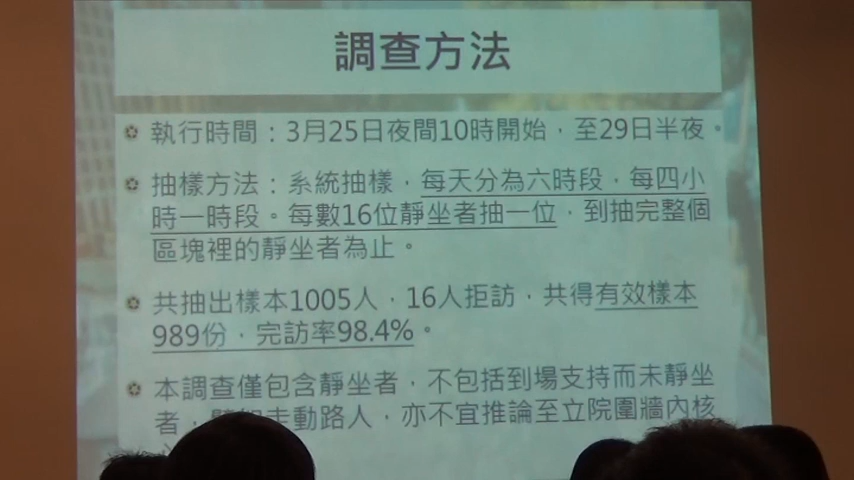 調查方法
執行時間：3月25日夜間10時開始，至29日半夜。
抽樣方法：系統抽樣，每天分為六時段，每四小
時一時段。每數16位靜坐者抽一位，到抽完整個
區塊裡的靜坐者為止。
共抽出樣本1005人，16人拒訪，共得有效樣本
989份，完訪率98.4%。
本調查僅包含靜坐者，不包括到場支持而未靜坐
者，走動路人，亦不宜推論至立院圍牆內核